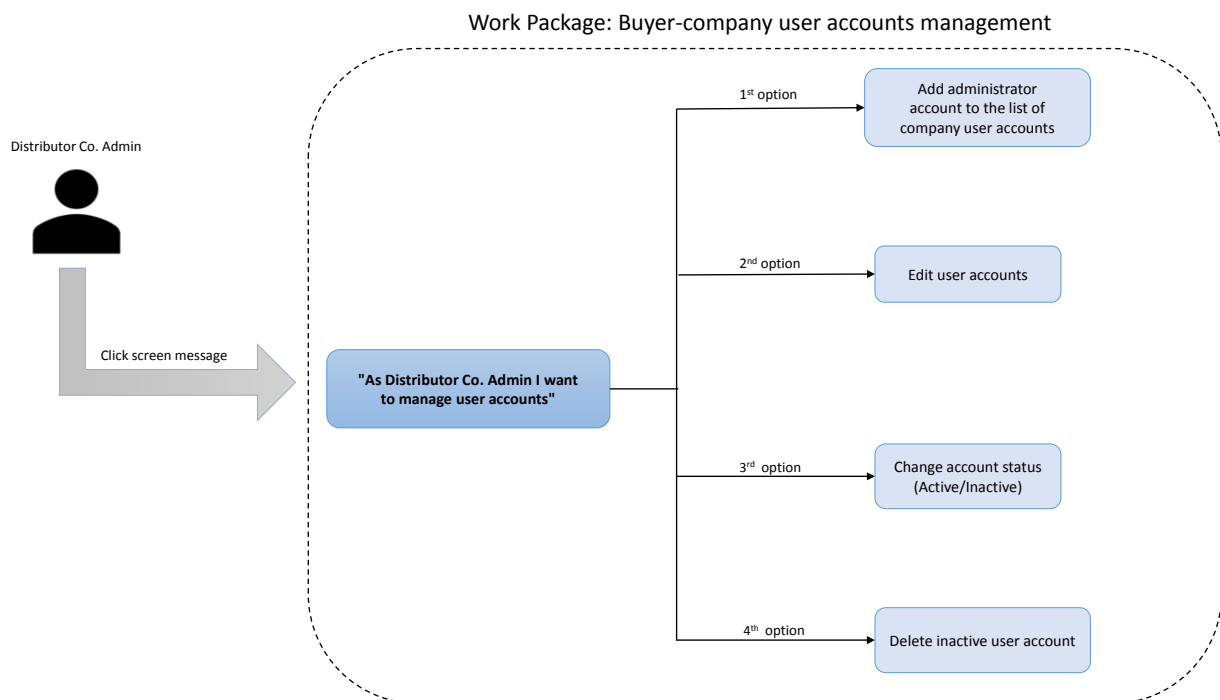 Work Package: Buyer-company user accounts management
Distributor Co. Admin
Click screen message
"As Distributor Co. Admin I want
to manage user accounts"
1st option
Add administrator
account to the list of
company user accounts
2nd option
Edit user accounts
3rd option
Change account status
(Active/Inactive)
4th option
Delete inactive user account